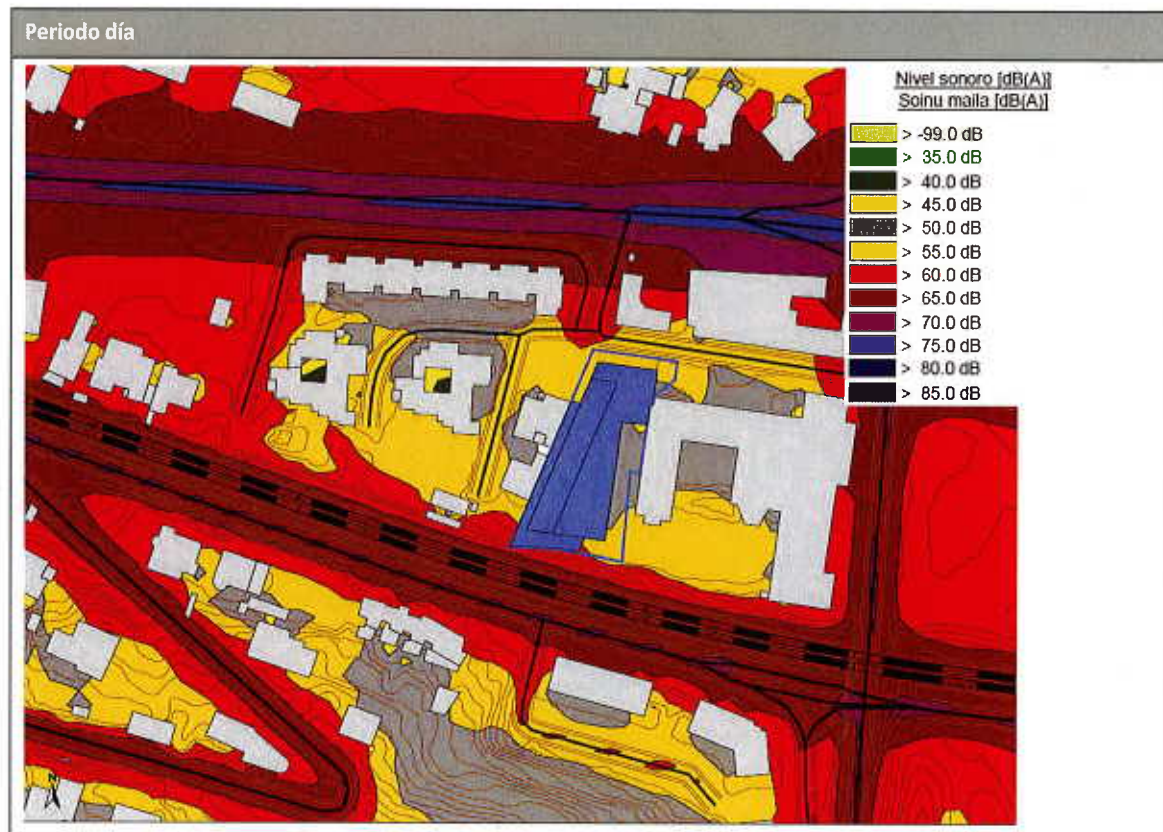 Periodo día
Nivel sonoro [dB(A)]
Soinu maila [dB(A)]
> -99.0 dB
> 35.0 dB
> 40.0 dB
> 45.0 dB
> 50.0 dB
> 55.0 dB
> 60.0 dB
> 65.0 dB
> 70.0 dB
> 75.0 dB
> 80.0 dB
> 85.0 dB
N